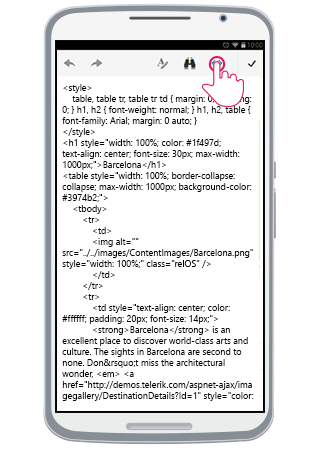 10:00
<style>
table, table tr, table tr td { margin: 0; ng:
0; } h1, h2 { font-weight: normal; } h1, h2, table {
font-family: Arial; margin: 0 auto; }
</style>
<h1 style="width: 100%; color: #1f497d;
text-align: center; font-size: 30px; max-width:
1000px;">Barcelona</h1>
<table style="width: 100%; border-collapse:
collapse; max-width: 1000px; background-color:
#3974b2;">
<tbody>
<tr>
<td>
<img alt=""
src="../../images/ContentImages/Barcelona.png"
style="width: 100%;" class="reIOS" />
</td>
</tr>
<tr>
<td style="text-align: center; color:
#ffffff; padding: 20px; font-size: 14px;">
<strong>Barcelona</strong> is an
excellent place to discover world-class arts and
culture. The sights in Barcelona are second to
none. Don&rsquo;t miss the architectural
wonder, <em> <a
href="http://demos.telerik.com/aspnet-ajax/ima
gegallery/DestinationDetails?Id=1" style="color: